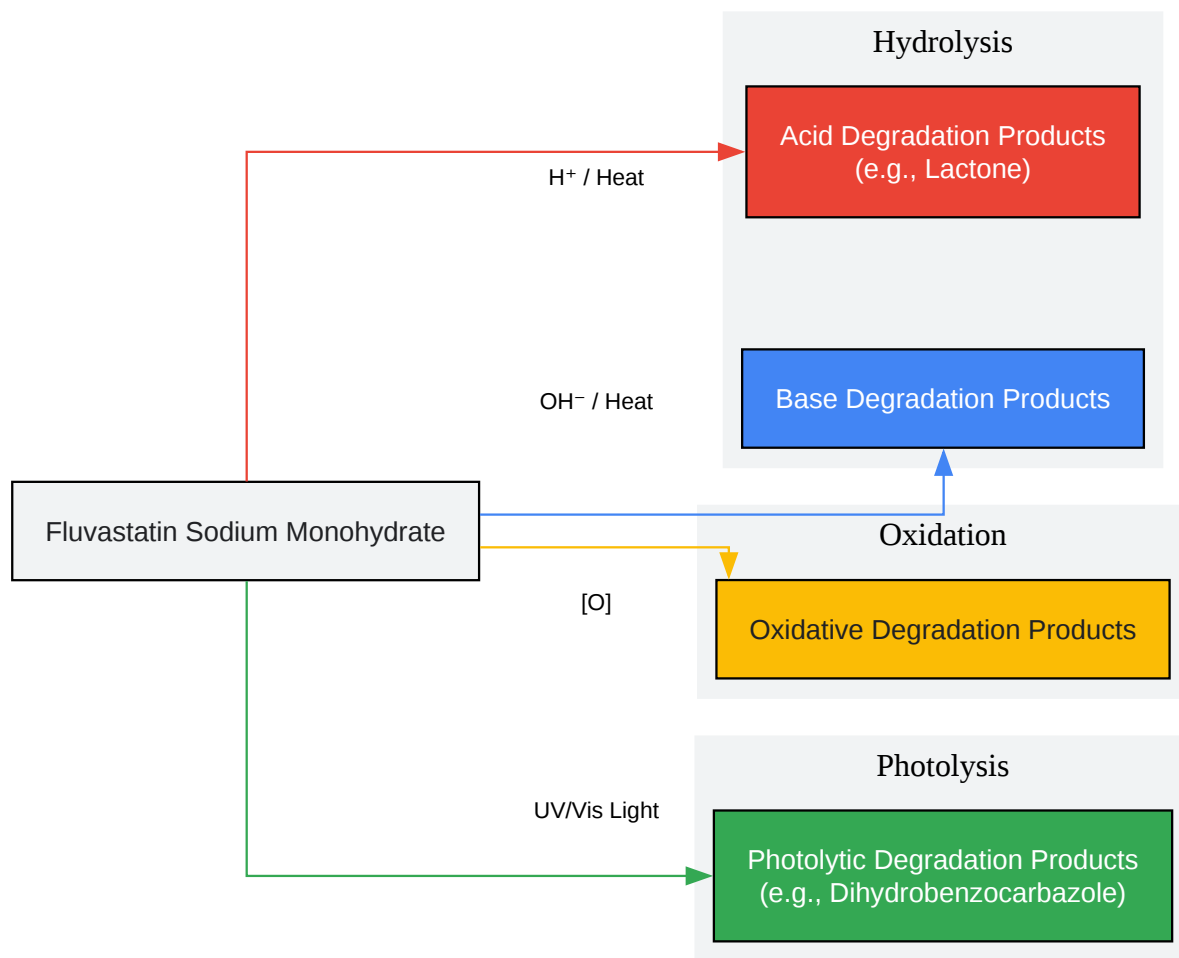 Hydrolysis
Acid Degradation Products
(e.g., Lactone)
H⁺ / Heat
OH⁻ / Heat
Base Degradation Products
Fluvastatin Sodium Monohydrate
Oxidation
[O]
Oxidative Degradation Products
Photolysis
UV/Vis Light
Photolytic Degradation Products
(e.g., Dihydrobenzocarbazole)